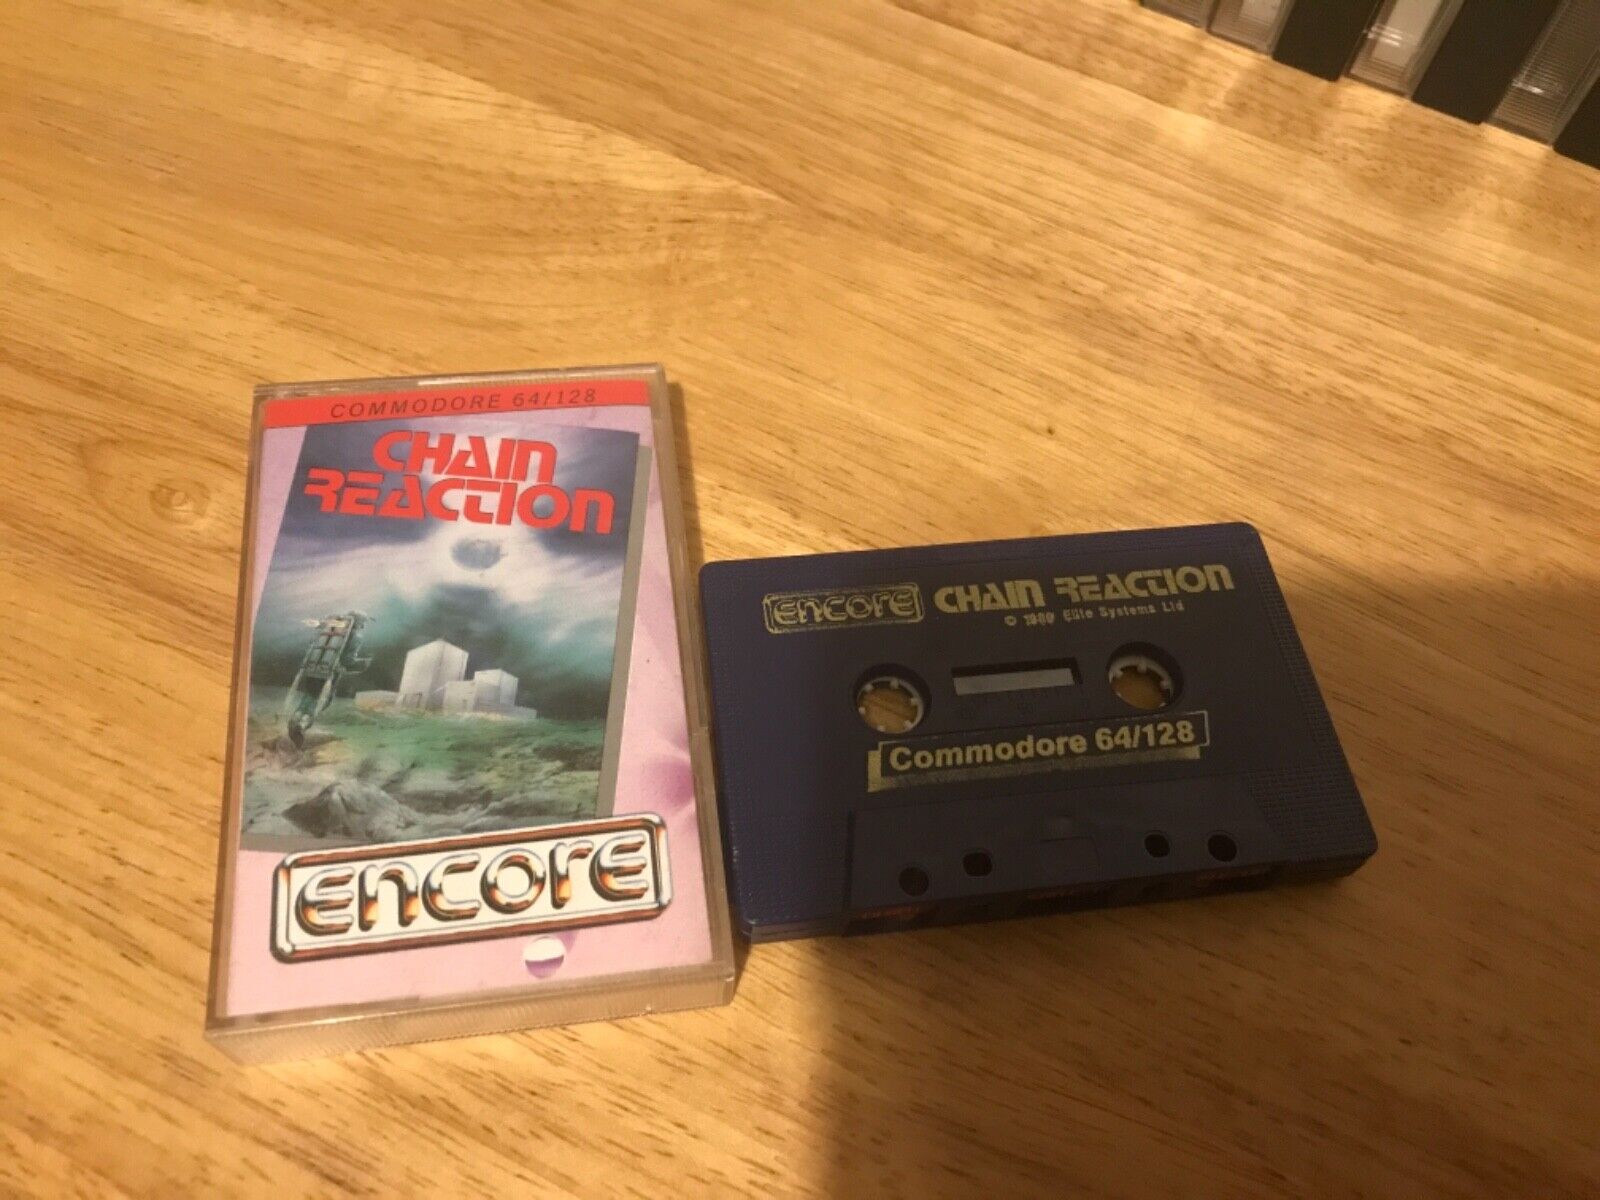 COMMODORE 64/128
CHAIN
REACTION
ENCORE
ENCORE CHAIN REACTION
© 1989 Elite Systems Ltd
Commodore 64/128